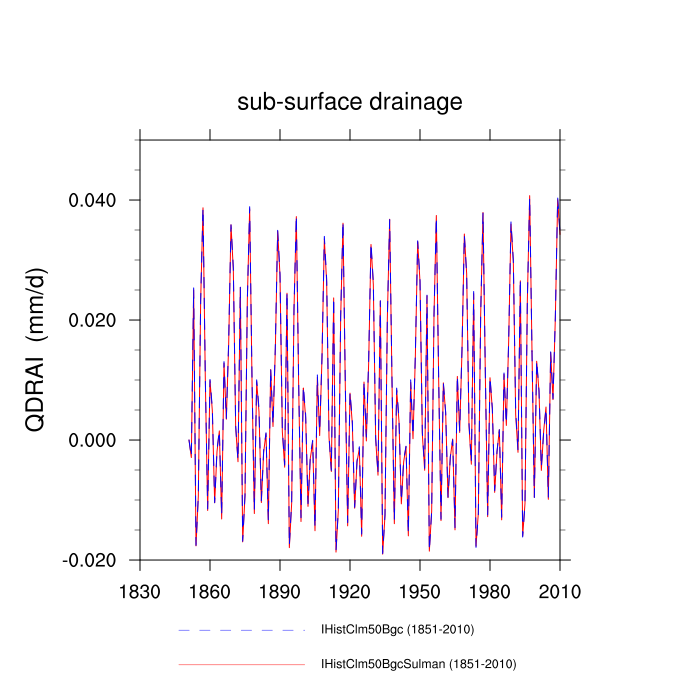 sub-surface drainage
QDRAI (mm/d)
0.040
0.020
0.000
-0.020
1830 1860 1890 1920 1950 1980 2010
IHistClm50Bgc (1851-2010)
IHistClm50BgcSulman (1851-2010)